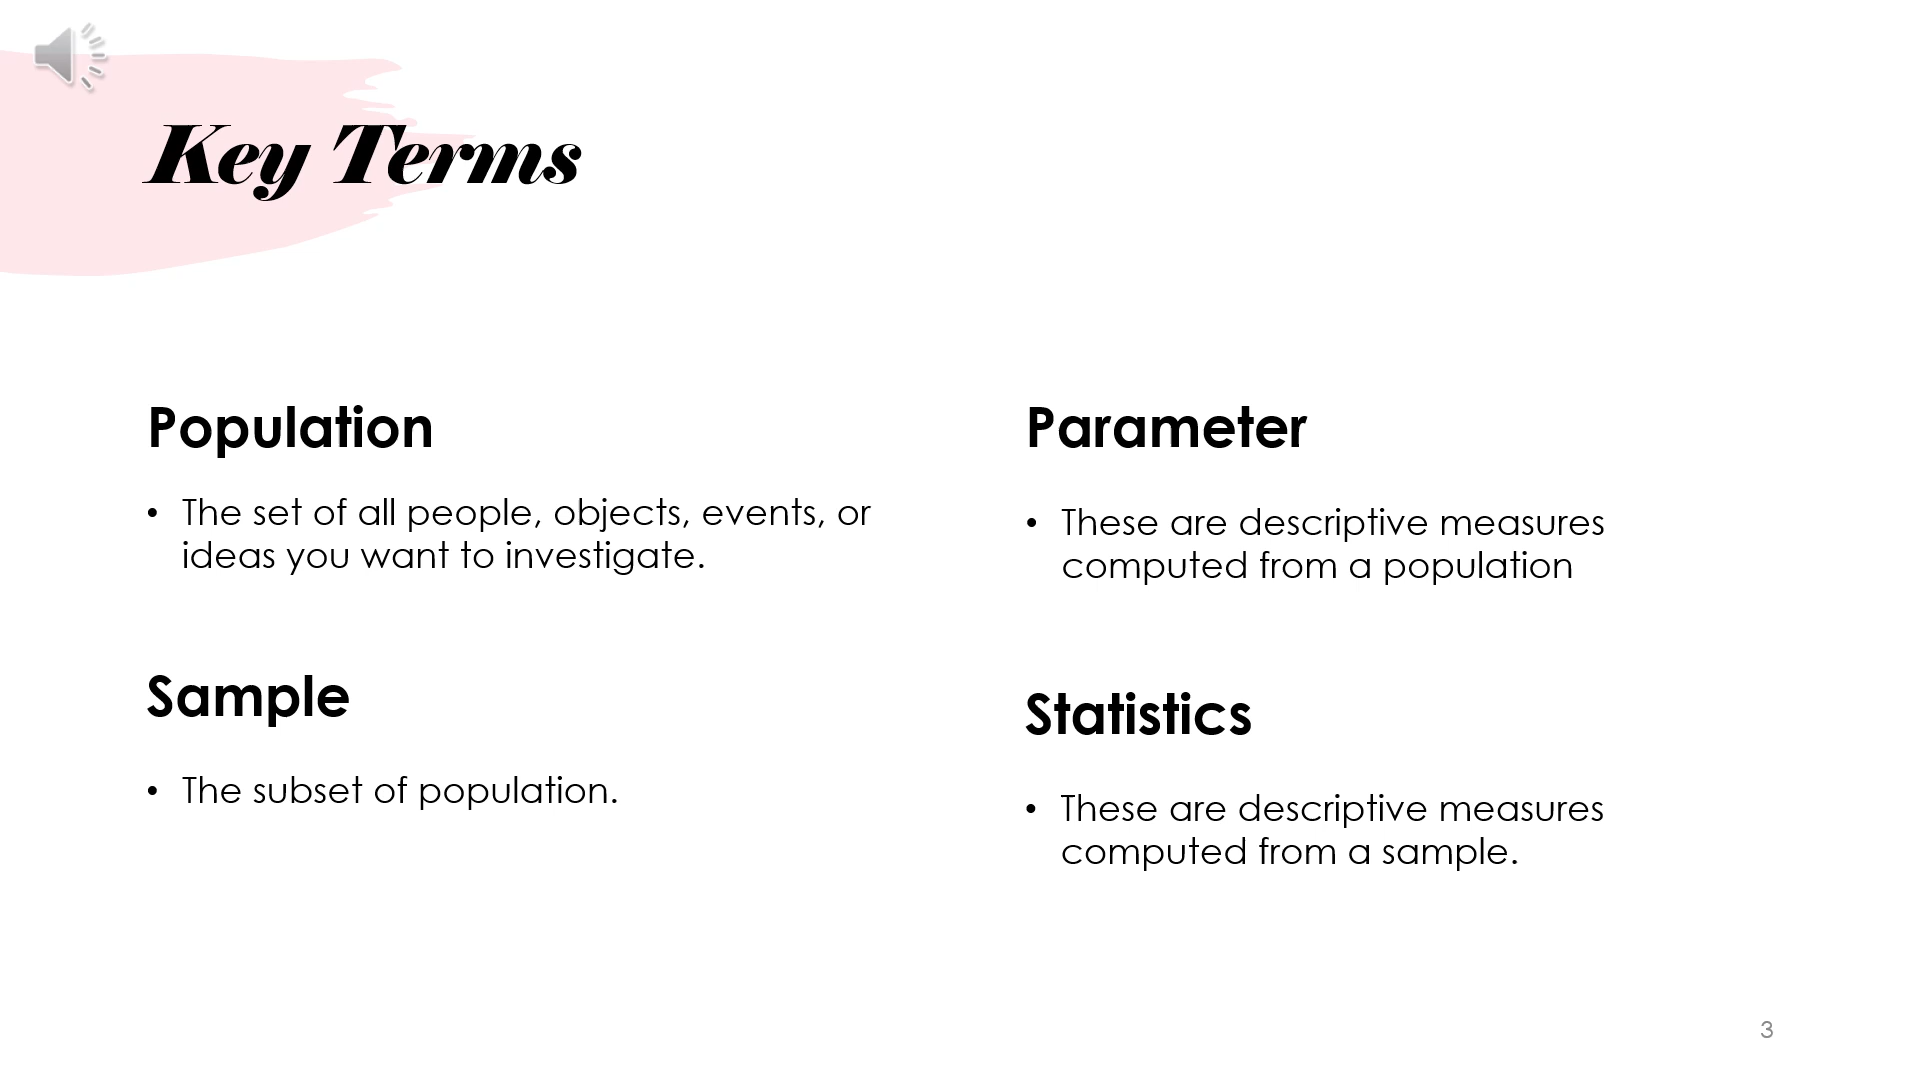 Key Terms
Population
• The set of all people, objects, events, or
ideas you want to investigate.
Sample
• The subset of population.
Parameter
• These are descriptive measures
computed from a population
Statistics
• These are descriptive measures
computed from a sample.
3